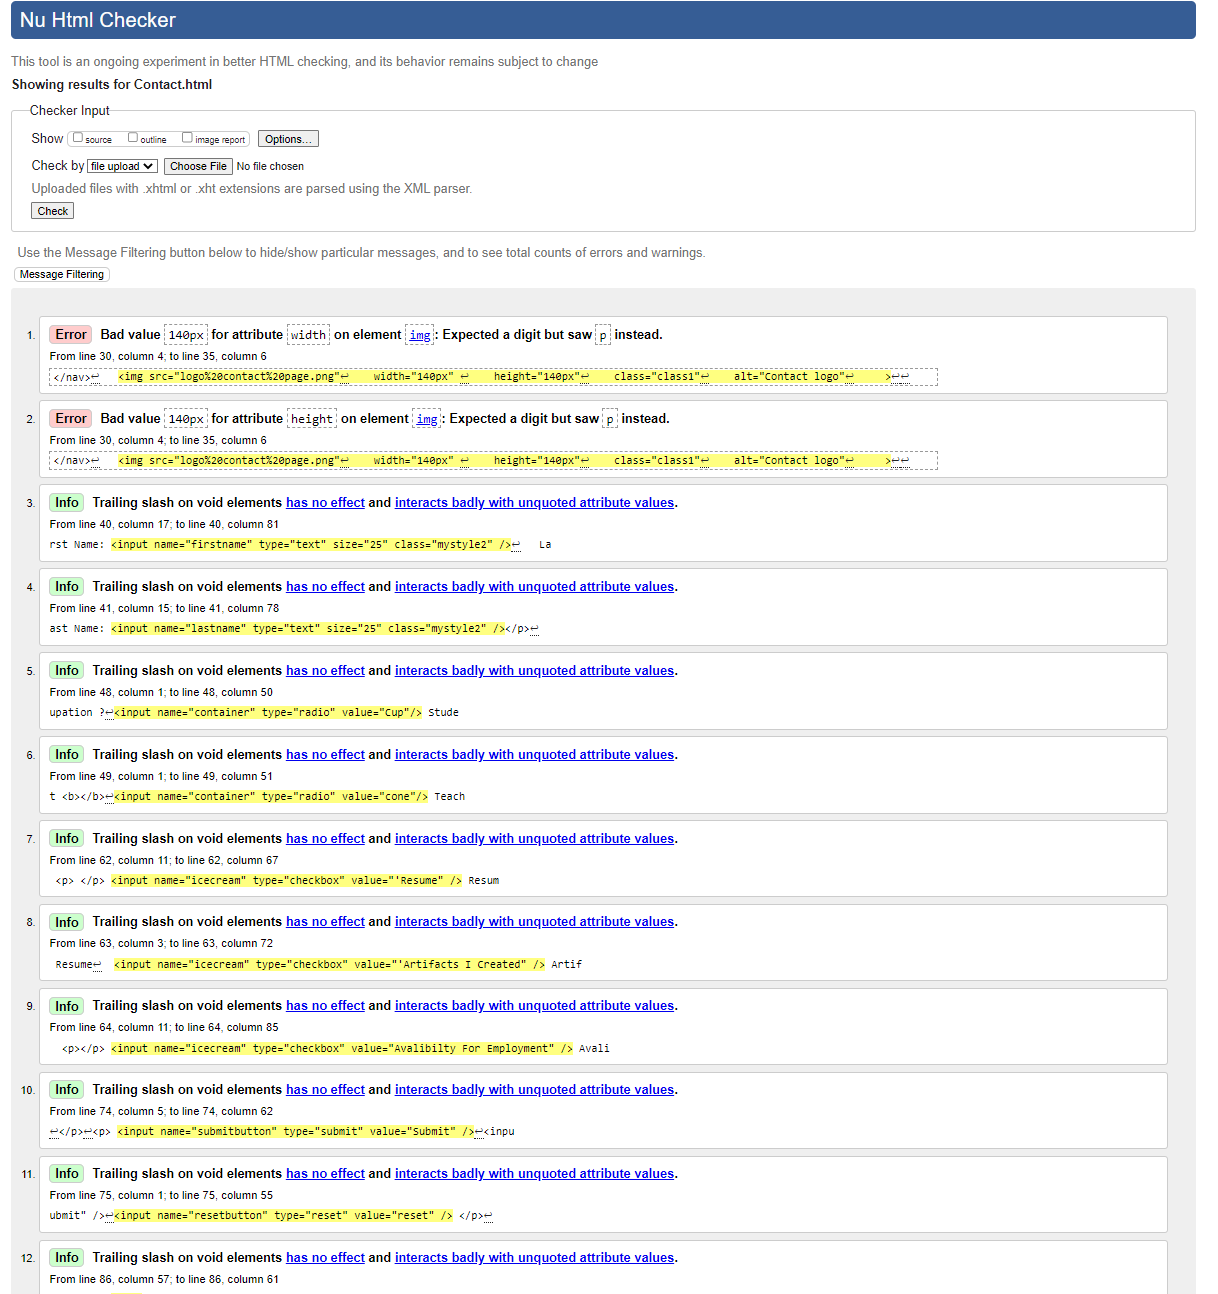 Nu Html Checker
This tool is an ongoing experiment in better HTML checking, and its behavior remains subject to change
Showing results for Contact.html
Checker Input
Show source outline image report Options...
Check by file upload Choose File No file chosen
Uploaded files with .xhtml or .xht extensions are parsed using the XML parser.
Check
Use the Message Filtering button below to hide/show particular messages, and to see total counts of errors and warnings.
Message Filtering
1. Error Bad value 140px for attribute width on element img: Expected a digit but saw p instead.
From line 30, column 4; to line 35, column 6
</nav>↩ <img src="logo%20contact%20page.png"↩ width="140px" ↩ height="140px"↩ class="class1"↩ alt="Contact logo"↩ >↩↩
2. Error Bad value 140px for attribute height on element img: Expected a digit but saw p instead.
From line 30, column 4; to line 35, column 6
</nav>↩ <img src="logo%20contact%20page.png"↩ width="140px" ↩ height="140px"↩ class="class1"↩ alt="Contact logo"↩ >↩↩
3. Info Trailing slash on void elements has no effect and interacts badly with unquoted attribute values.
From line 40, column 17; to line 40, column 81
rst Name: <input name="firstname" type="text" size="25" class="mystyle2" />↩ La
4. Info Trailing slash on void elements has no effect and interacts badly with unquoted attribute values.
From line 41, column 15; to line 41, column 78
ast Name: <input name="lastname" type="text" size="25" class="mystyle2" /></p>↩
5. Info Trailing slash on void elements has no effect and interacts badly with unquoted attribute values.
From line 48, column 1; to line 48, column 50
upation ?↩<input name="container" type="radio" value="Cup"/> Stude
6. Info Trailing slash on void elements has no effect and interacts badly with unquoted attribute values.
From line 49, column 1; to line 49, column 51
t <b></b>↩<input name="container" type="radio" value="cone"/> Teach
7. Info Trailing slash on void elements has no effect and interacts badly with unquoted attribute values.
From line 62, column 11; to line 62, column 67
<p> </p> <input name="icecream" type="checkbox" value="'Resume" /> Resum
8. Info Trailing slash on void elements has no effect and interacts badly with unquoted attribute values.
From line 63, column 3; to line 63, column 72
Resume↩ <input name="icecream" type="checkbox" value="'Artifacts I Created" /> Artif
9. Info Trailing slash on void elements has no effect and interacts badly with unquoted attribute values.
From line 64, column 11; to line 64, column 85
<p></p> <input name="icecream" type="checkbox" value="Avalibilty For Employment" /> Avali
10. Info Trailing slash on void elements has no effect and interacts badly with unquoted attribute values.
From line 74, column 5; to line 74, column 62
↩</p>↩<p> <input name="submitbutton" type="submit" value="Submit" />↩<inpu
11. Info Trailing slash on void elements has no effect and interacts badly with unquoted attribute values.
From line 75, column 1; to line 75, column 55
ubmit" />↩<input name="resetbutton" type="reset" value="reset" /> </p>↩
12. Info Trailing slash on void elements has no effect and interacts badly with unquoted attribute values.
From line 86, column 57; to line 86, column 61